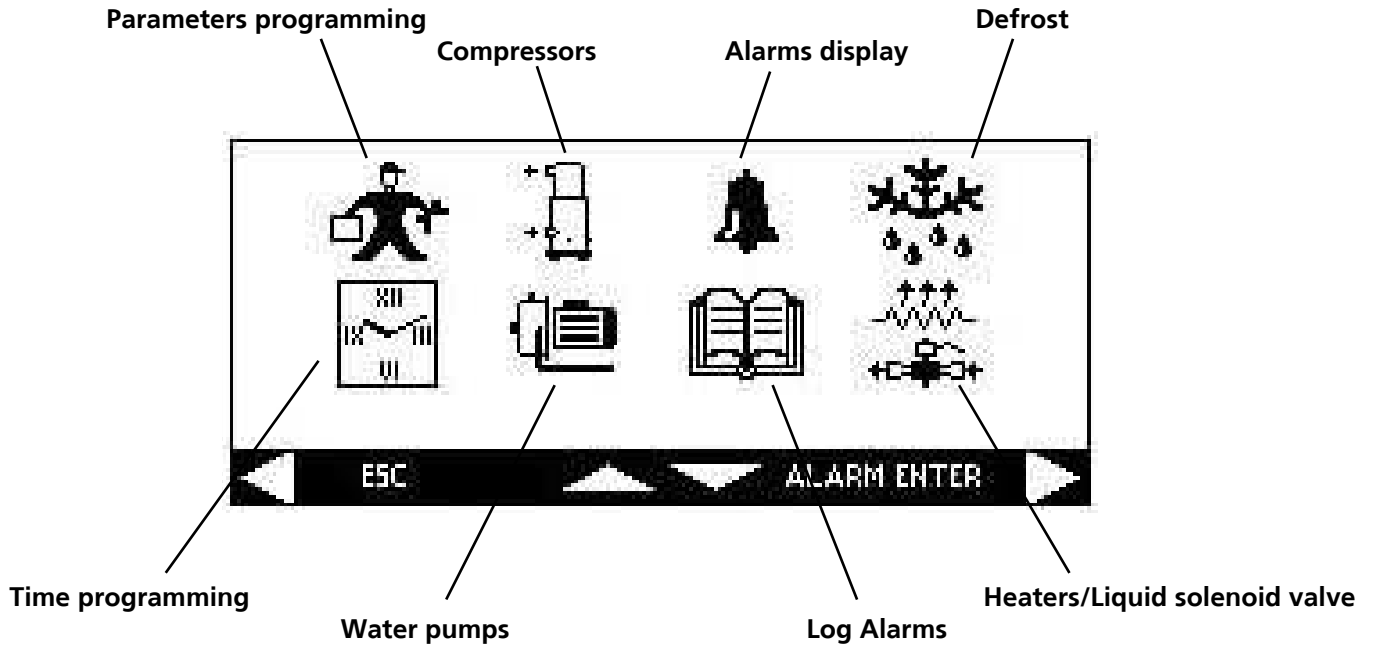 Parameters programming
Defrost
Compressors
Alarms display
XII
IX III
VI
ESC
ALARM ENTER
Time programming
Heaters/Liquid solenoid valve
Water pumps
Log Alarms